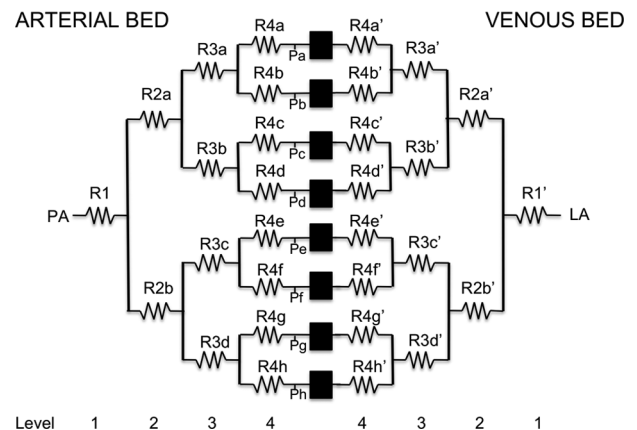 ARTERIAL BED VENOUS BED
R4a R4a'
R3a Pa R3a'
R4b R4b'
R2a Pb R2a'
R4c R4c'
R3b Pc R3b'
R4d R4d'
Pd
R1 R1'
PA LA
R4e R4e'
R3c Pe R3c'
R4f R4f'
R2b Pf R2b'
R4g R4g'
R3d Pg R3d'
R4h R4h'
Ph
Level 1 2 3 4 4 3 2 1